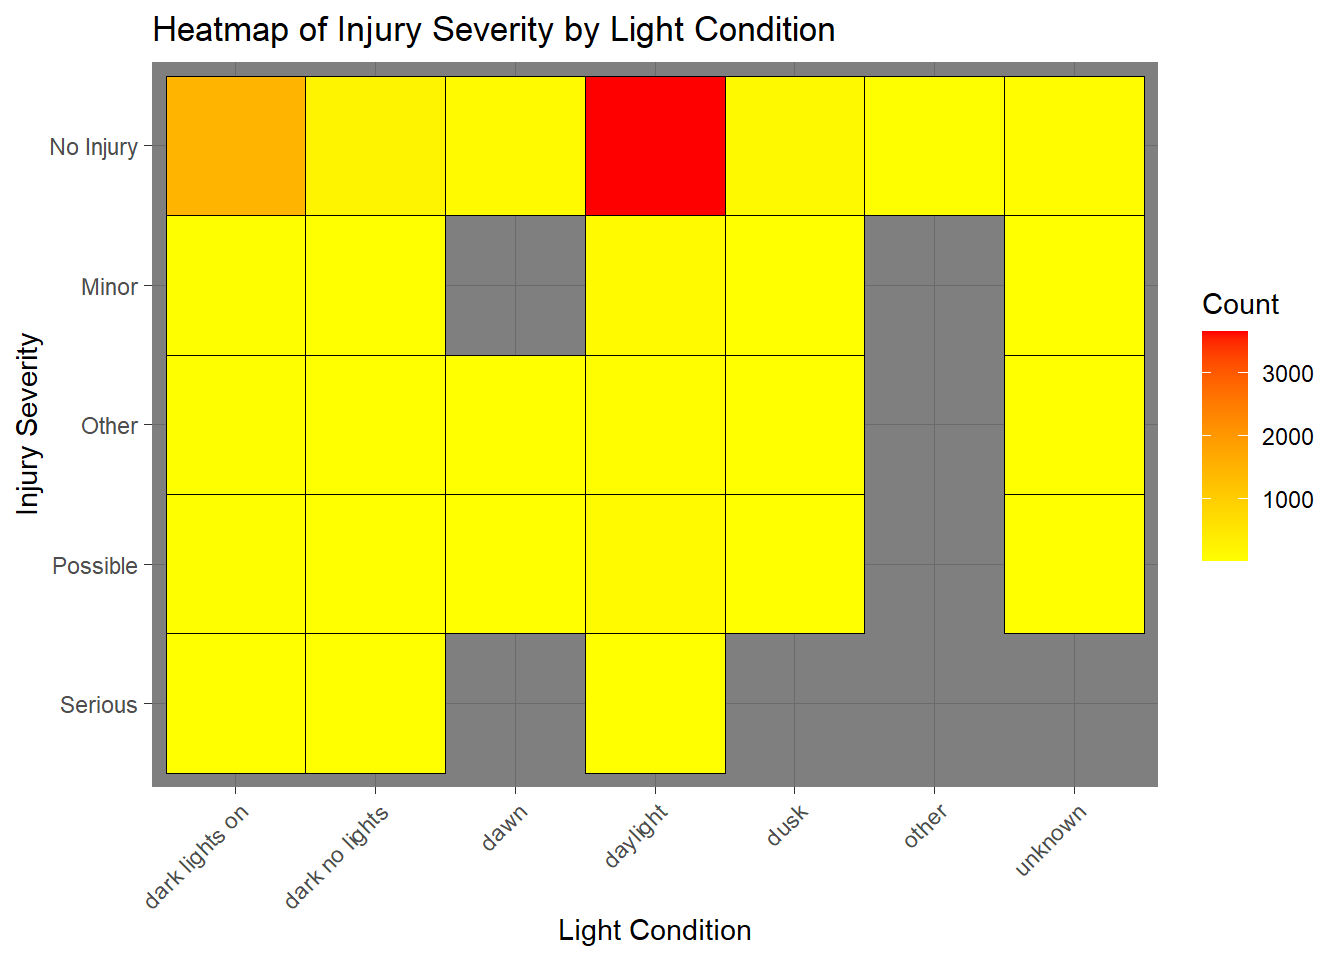 Heatmap of Injury Severity by Light Condition
No Injury
Minor
Other
Possible
Serious
Injury Severity
dark lights on
dark no lights
dawn
daylight
dusk
other
unknown
Light Condition
Count
3000
2000
1000